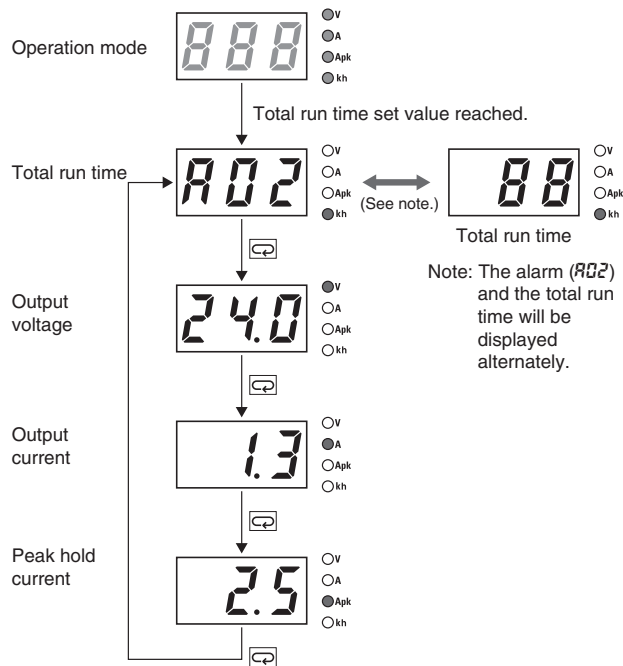 Operation mode
888
V
A
Apk
kh
Total run time set value reached.
Total run time
A02
V
A
Apk
kh
(See note.)
88
V
A
Apk
kh
Total run time
Note: The alarm (A02)
and the total run
time will be
displayed
alternately.
Output
voltage
24.0
V
A
Apk
kh
Output
current
1.3
V
A
Apk
kh
Peak hold
current
2.5
V
A
Apk
kh